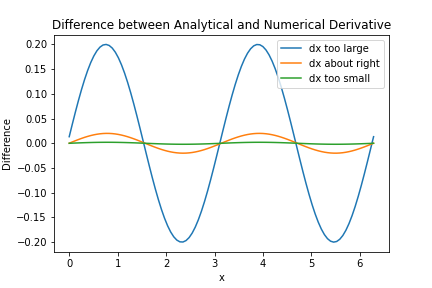 Difference between Analytical and Numerical Derivative
dx too large
dx about right
dx too small
0.20
0.15
0.10
0.05
0.00
−0.05
−0.10
−0.15
−0.20
Difference
0 1 2 3 4 5 6
x